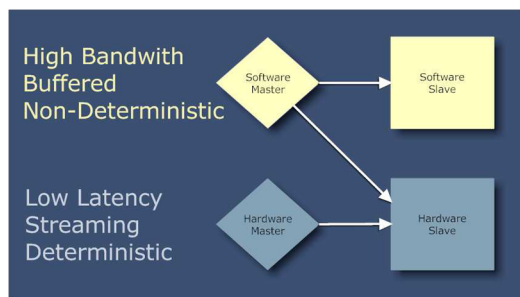 High Bandwith
Buffered
Non-Deterministic
Software
Master
Software
Slave
Low Latency
Streaming
Deterministic
Hardware
Master
Hardware
Slave